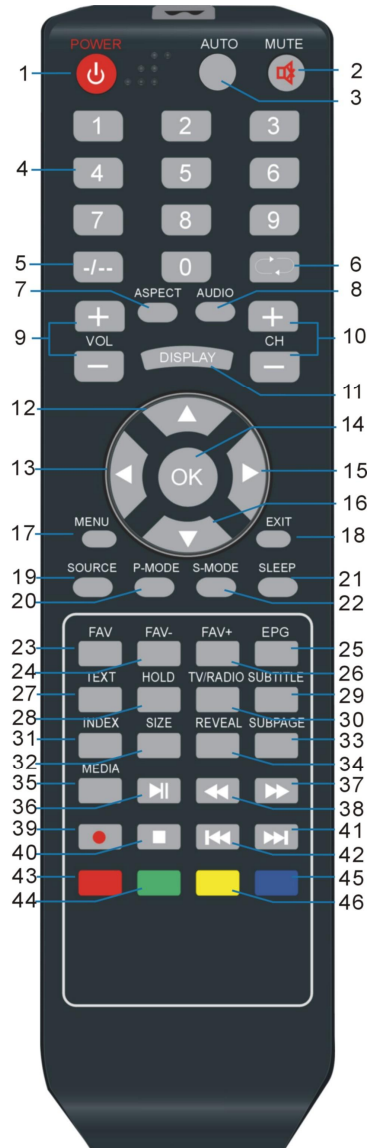 POWER AUTO MUTE
1 2
3
1 2 3
4 4 5 6
7 8 9
5 -/-- 0 6
7 ASPECT AUDIO 8
9 + + 10
VOL CH
− −
DISPLAY
11
12 14
13 OK 15
16
17 MENU EXIT 18
19 SOURCE P-MODE S-MODE SLEEP 21
20 22
23 FAV FAV- FAV+ EPG 25
24 26
27 TEXT HOLD TV/RADIO SUBTITLE 29
28 30
31 INDEX SIZE REVEAL SUBPAGE 33
32 34
35 MEDIA 37
36 38
39 41
40 42
43 45
44 46